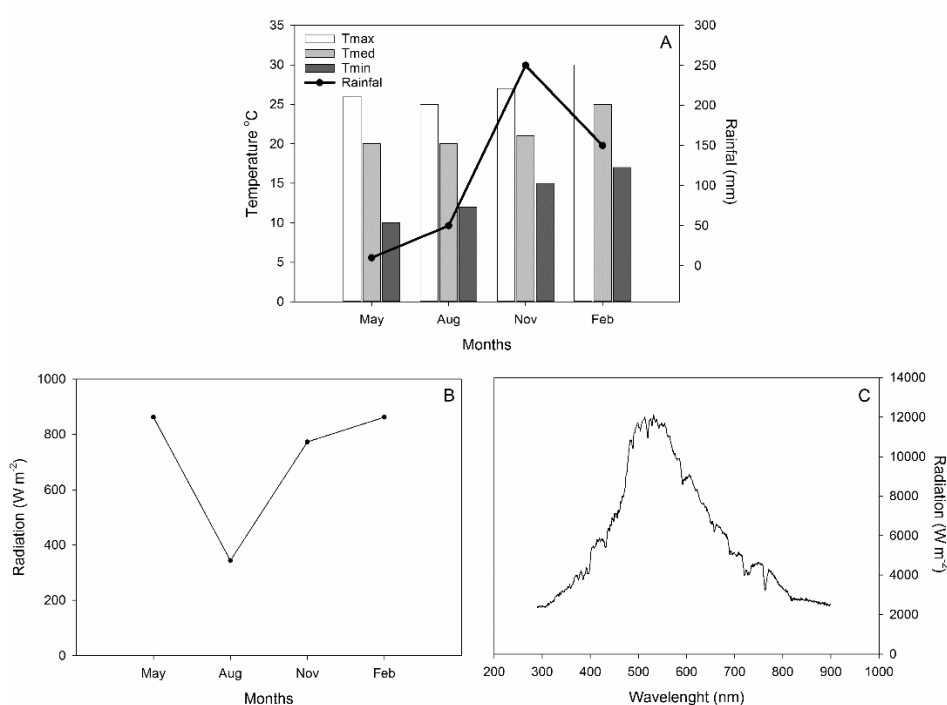 A
Tmax
Tmed
Tmin
Rainfal
Temperature °C
35
30
25
20
15
10
5
0
300
250
200
150
100
50
0
Rainfal (mm)
May Aug Nov Feb
Months
B
Radiation (W m-2)
1000
800
600
400
200
0
May Aug Nov Feb
Months
C
14000
12000
10000
8000
6000
4000
2000
0
Radiation (W m-2)
200 300 400 500 600 700 800 900 1000
Wavelenght (nm)